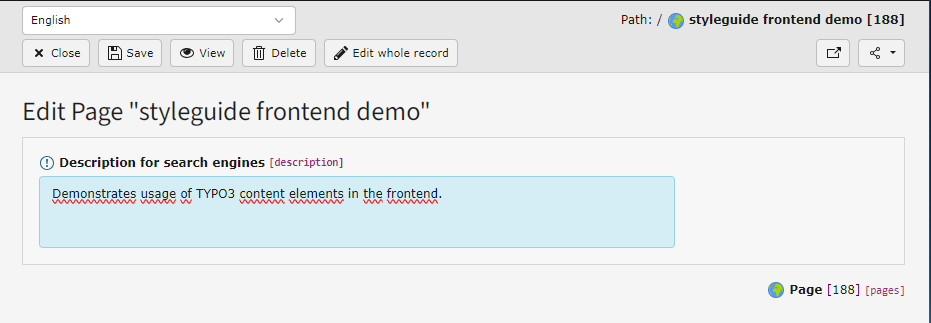 English
Path: / styleguide frontend demo [188]
Close Save View Delete Edit whole record
Edit Page "styleguide frontend demo"
Description for search engines [description]
Demonstrates usage of TYPO3 content elements in the frontend.
Page [188] [pages]